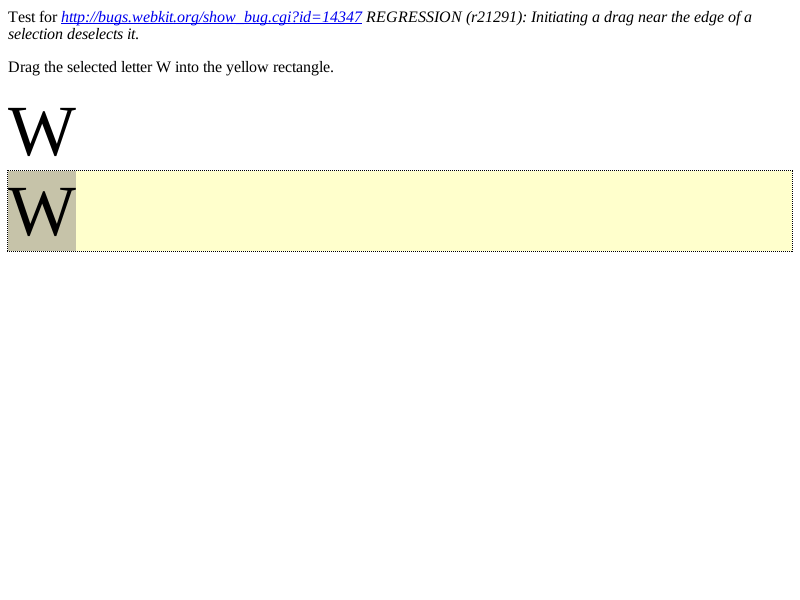 Test for http://bugs.webkit.org/show_bug.cgi?id=14347 REGRESSION (r21291): Initiating a drag near the edge of a
selection deselects it.
Drag the selected letter W into the yellow rectangle.
W
W